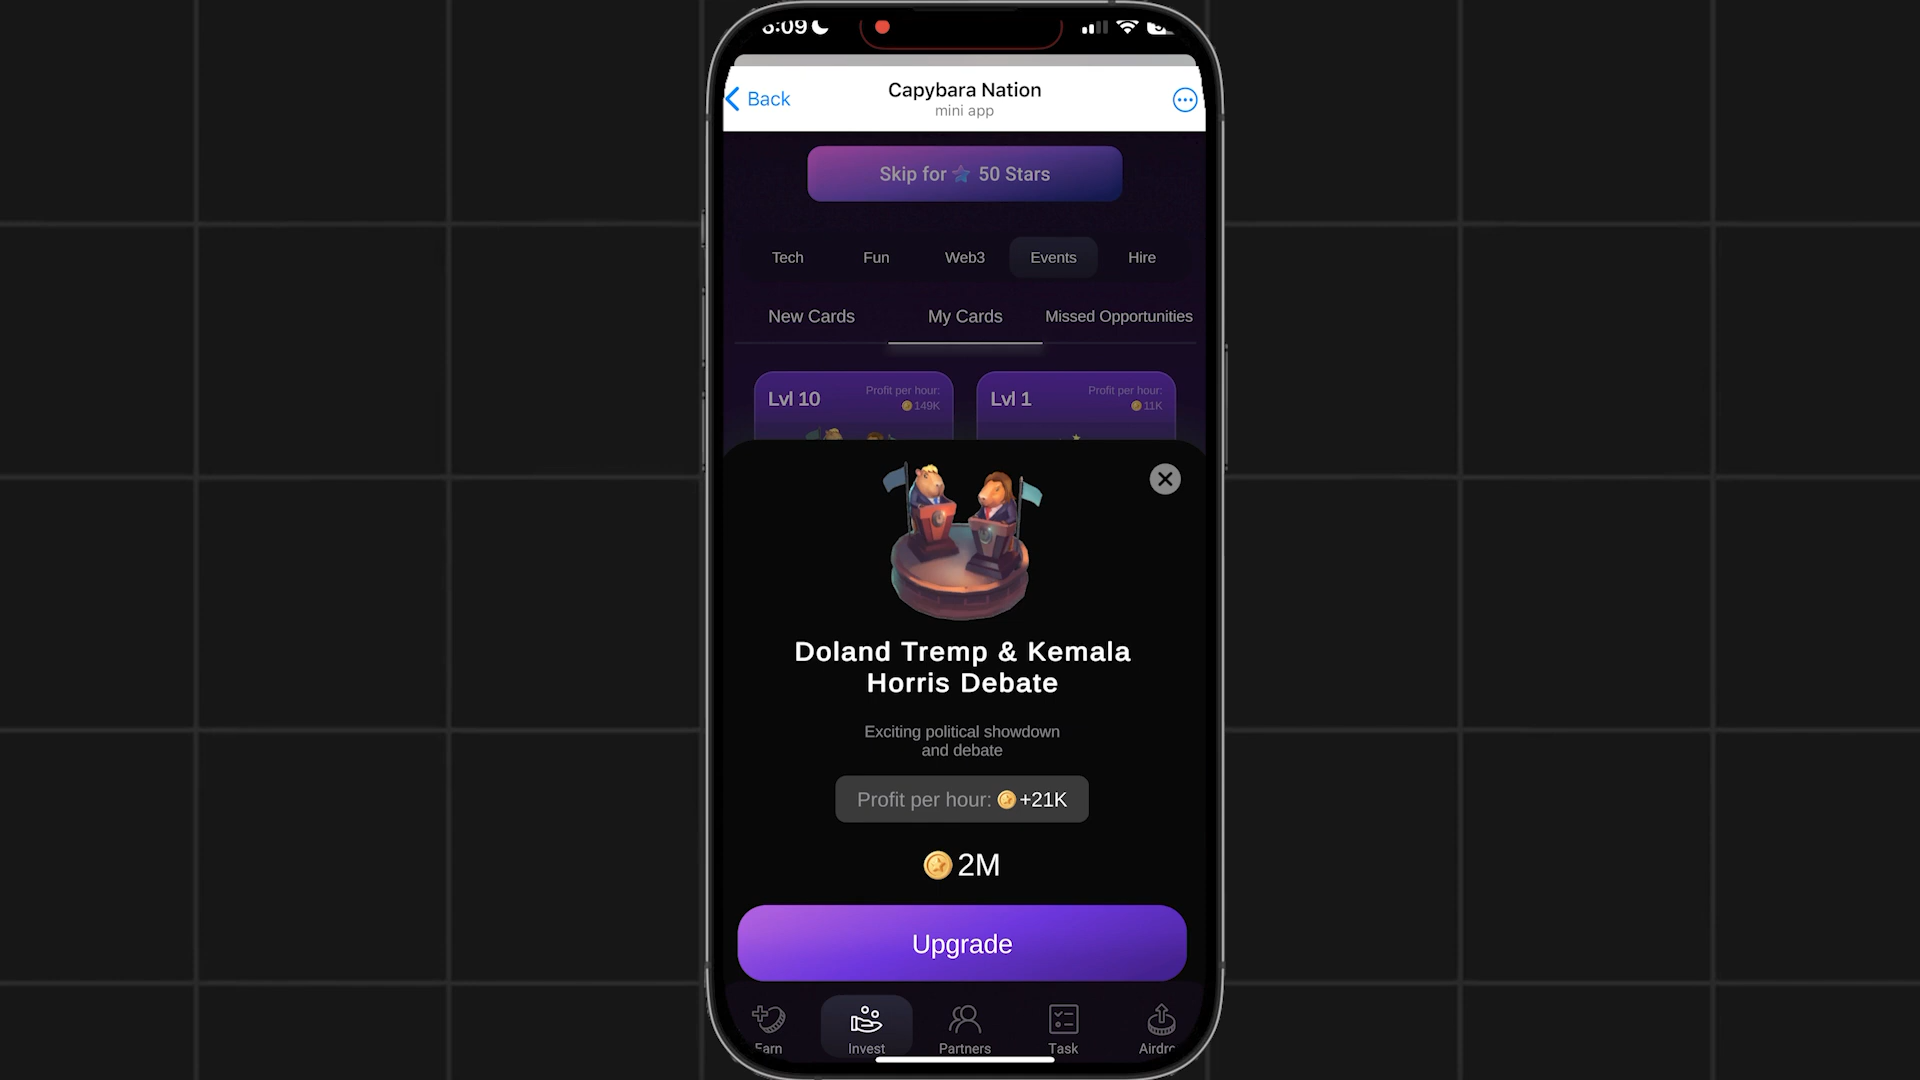 Back
Capybara Nation
mini app
Skip for 50 Stars
Tech Fun Web3 Events Hire
New Cards My Cards Missed Opportunities
Lvl 10 Profit per hour: 149K
Lvl 1 Profit per hour: 11K
Doland Tremp & Kemala
Horris Debate
Exciting political showdown
and debate
Profit per hour: +21K
2M
Upgrade
Earn Invest Partners Task